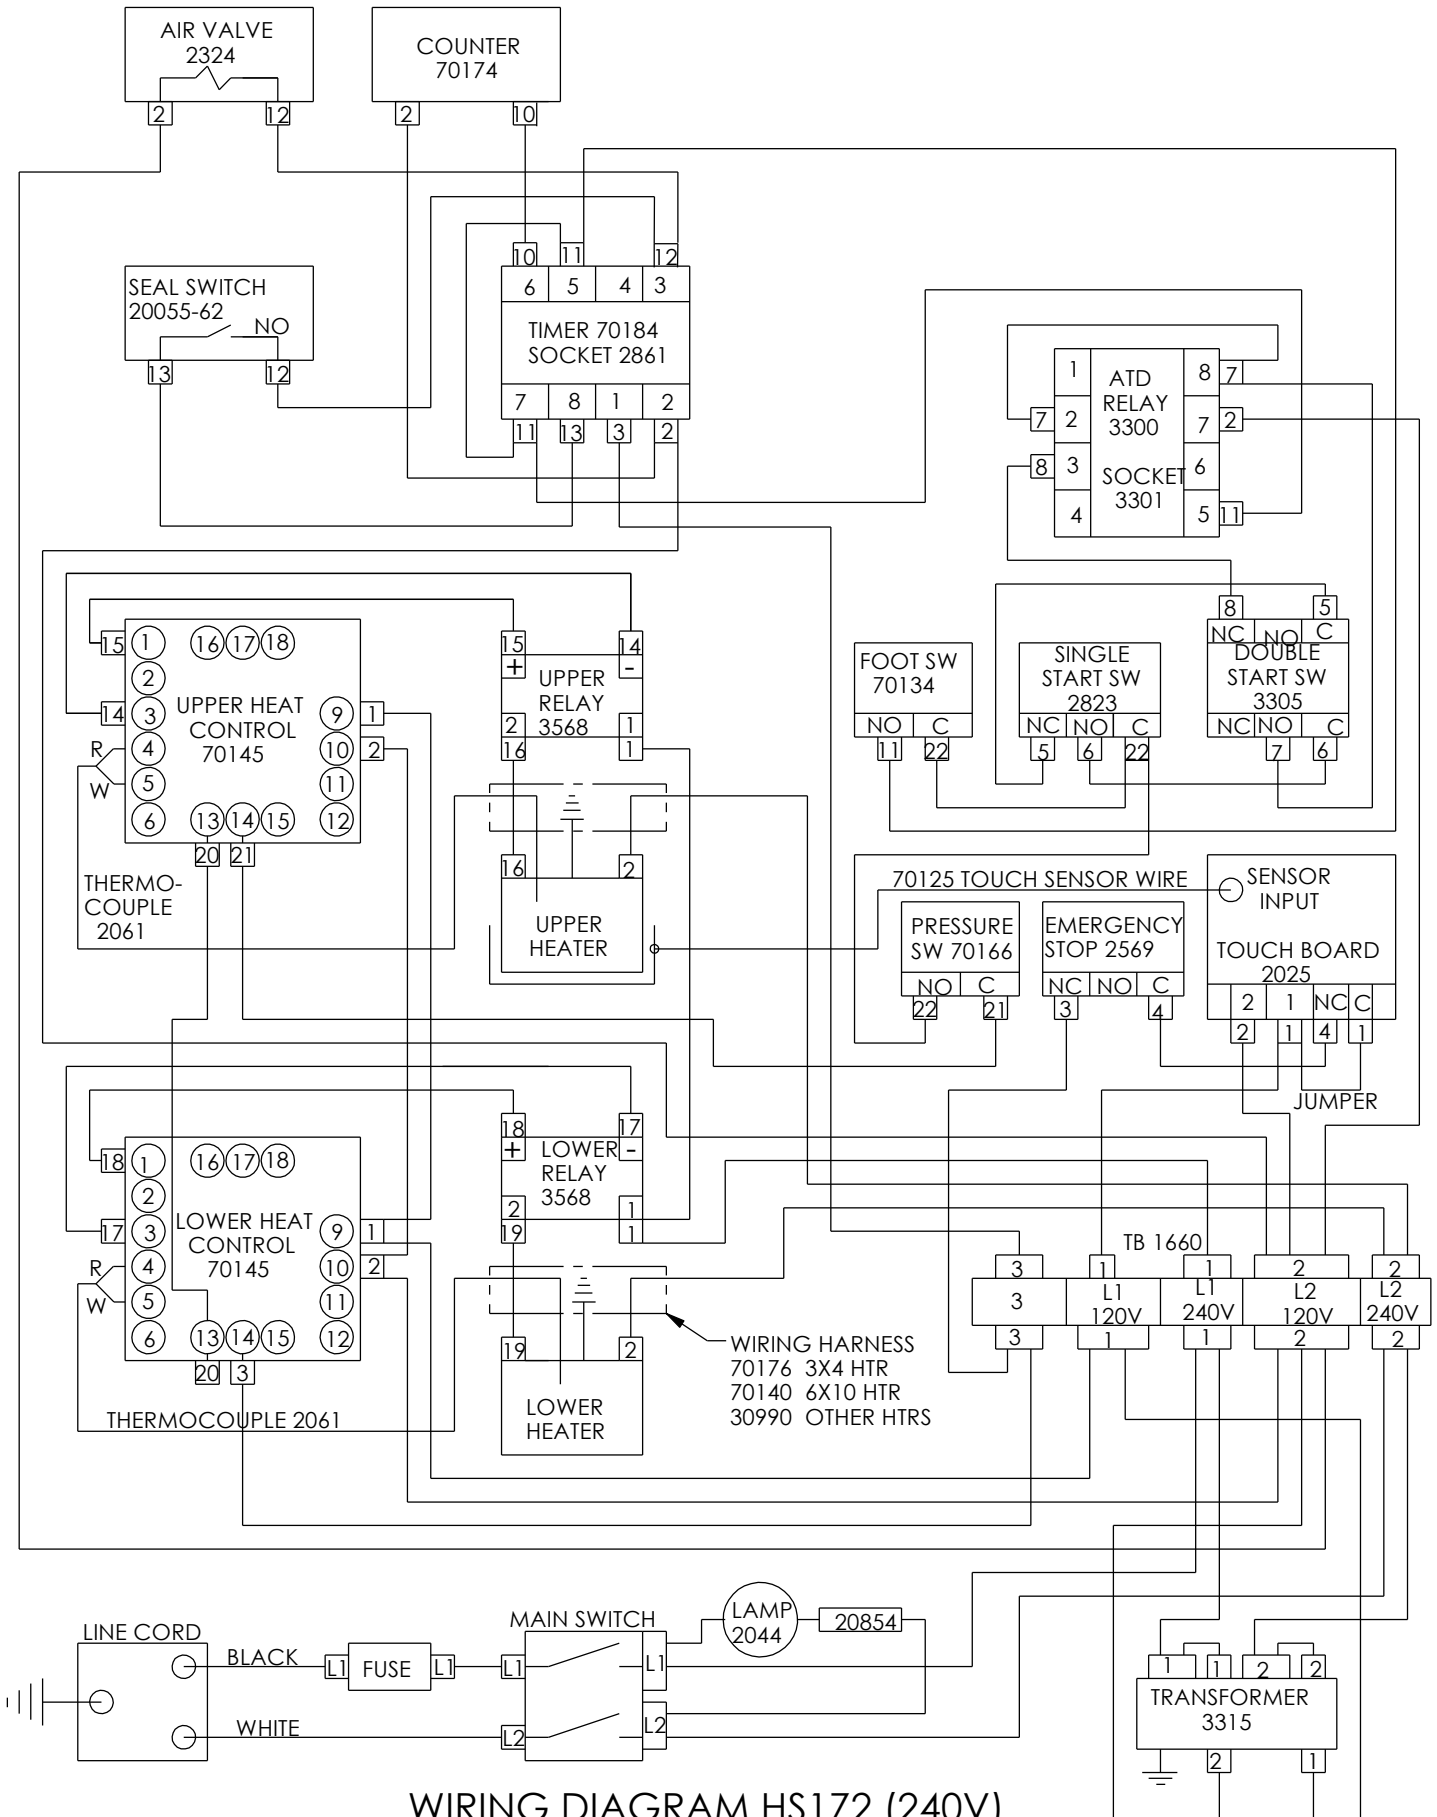 AIR VALVE
2324
2
12
COUNTER
70174
2
10
SEAL SWITCH
20055-62
NO
13
12
10
11
12
6
5
4
3
TIMER 70184
SOCKET 2861
7
8
1
2
11
13
3
2
1
2
3
4
ATD
RELAY
3300
SOCKET
3301
8
7
6
5
7
8
7
2
11
15
14
1
2
3
4
5
6
R
W
16
17
18
UPPER HEAT
CONTROL
70145
9
10
11
12
1
2
13
14
15
20
21
THERMO-
COUPLE
2061
15
14
+
-
UPPER
RELAY
3568
2
1
16
1
16
2
UPPER
HEATER
FOOT SW
70134
NO
C
11
22
SINGLE
START SW
2823
NC
NO
C
5
6
22
8
5
NC
NO
C
DOUBLE
START SW
3305
NC
NO
C
7
6
70125 TOUCH SENSOR WIRE
SENSOR
INPUT
TOUCH BOARD
2025
2
1
NC
C
2
1
4
1
JUMPER
PRESSURE
SW 70166
NO
C
22
21
EMERGENCY
STOP 2569
NC
NO
C
3
4
18
17
1
2
3
4
5
6
R
W
16
17
18
LOWER HEAT
CONTROL
70145
9
10
11
12
1
2
13
14
15
20
3
THERMOCOUPLE 2061
18
17
+
-
LOWER
RELAY
3568
2
1
19
1
19
2
LOWER
HEATER
WIRING HARNESS
70176 3X4 HTR
70140 6X10 HTR
30990 OTHER HTRS
TB 1660
3
1
1
2
2
3
L1
120V
L1
240V
L2
120V
L2
240V
3
1
1
2
2
LINE CORD
BLACK
WHITE
L1
FUSE
L1
MAIN SWITCH
L1
L1
L2
L2
LAMP
2044
20854
1
1
2
2
TRANSFORMER
3315
2
1
WIRING DIAGRAM HS172 (240V)